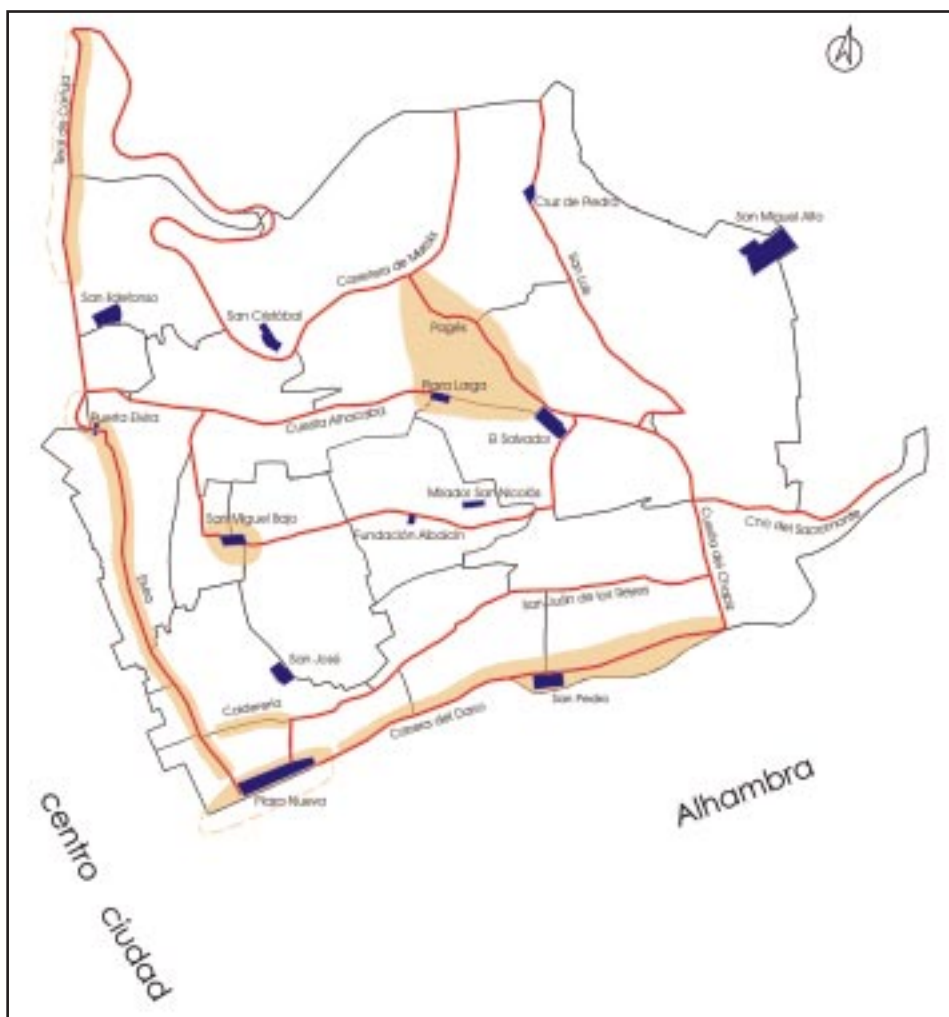 Real de Cartuja
Cruz de Piedra
San Miguel Alto
Carretera de Murcia
San Luis
San Ildefonso
San Cristóbal
Pagés
Plaza Larga
Cuesta Alhacaba
Puerta Elvira
El Salvador
Mirador San Nicolás
San Miguel Bajo
Fundación Albaicín
Cno del Sacromonte
Cuesta del Chapiz
Elvira
San Juan de los Reyes
San José
San Pedro
Calderería
Carrera del Darro
Plaza Nueva
Alhambra
centro
ciudad